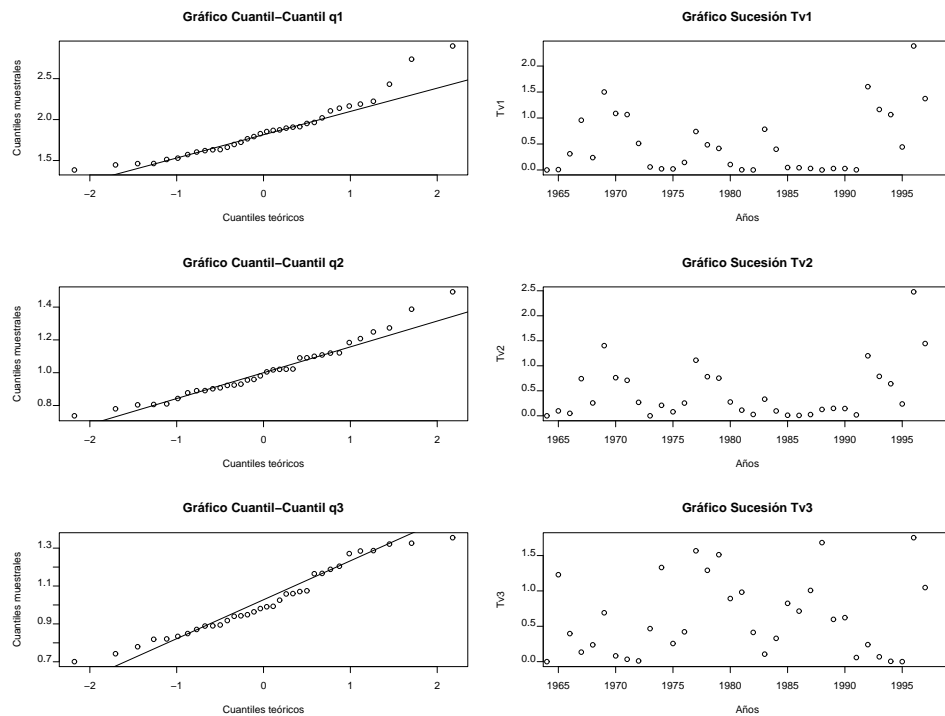 Gráfico Cuantil−Cuantil q1
Cuantiles muestrales
2.5
2.0
1.5
−2 −1 0 1 2
Cuantiles teóricos
Gráfico Sucesión Tv1
Tv1
2.0
1.5
1.0
0.5
0.0
1965 1970 1975 1980 1985 1990 1995
Años
Gráfico Cuantil−Cuantil q2
Cuantiles muestrales
1.4
1.2
1.0
0.8
−2 −1 0 1 2
Cuantiles teóricos
Gráfico Sucesión Tv2
Tv2
2.5
2.0
1.5
1.0
0.5
0.0
1965 1970 1975 1980 1985 1990 1995
Años
Gráfico Cuantil−Cuantil q3
Cuantiles muestrales
1.3
1.1
0.9
0.7
−2 −1 0 1 2
Cuantiles teóricos
Gráfico Sucesión Tv3
Tv3
1.5
1.0
0.5
0.0
1965 1970 1975 1980 1985 1990 1995
Años